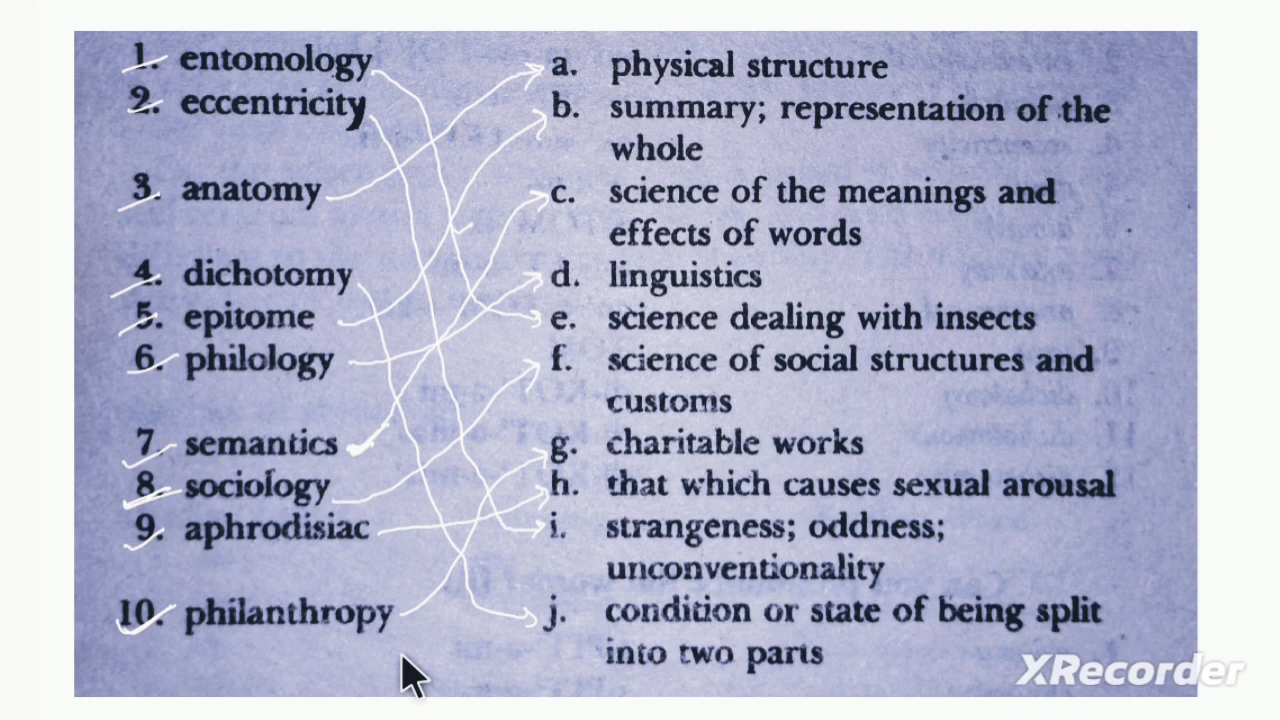 1. entomology
2. eccentricity
3. anatomy
4. dichotomy
5. epitome
6. philology
7. semantics
8. sociology
9. aphrodisiac
10. philanthropy
a. physical structure
b. summary; representation of the
whole
c. science of the meanings and
effects of words
d. linguistics
e. science dealing with insects
f. science of social structures and
customs
g. charitable works
h. that which causes sexual arousal
i. strangeness; oddness;
unconventionality
j. condition or state of being split
into two parts
XRecorder